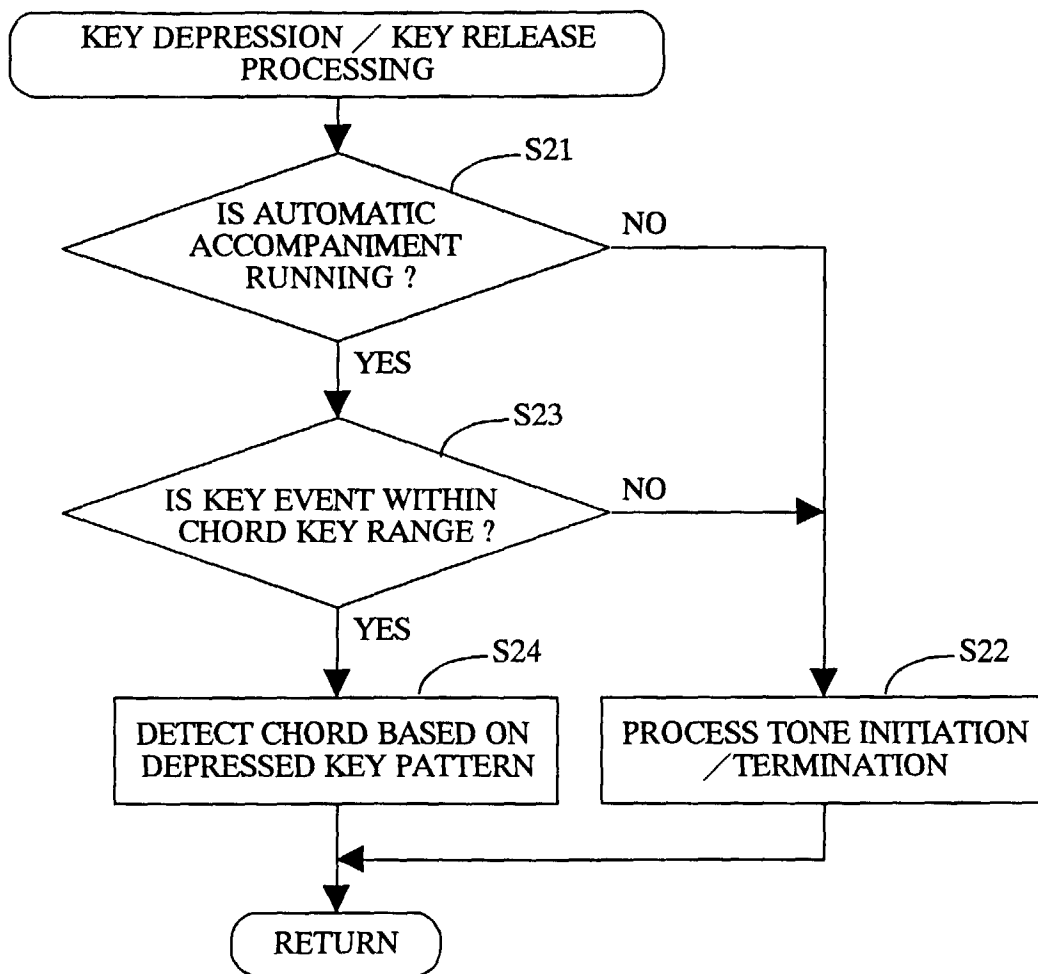 KEY DEPRESSION ／ KEY RELEASE
PROCESSING
S21
IS AUTOMATIC
ACCOMPANIMENT
RUNNING ?
NO
YES
S23
IS KEY EVENT WITHIN
CHORD KEY RANGE ?
NO
YES
S24
DETECT CHORD BASED ON
DEPRESSED KEY PATTERN
S22
PROCESS TONE INITIATION
／TERMINATION
RETURN